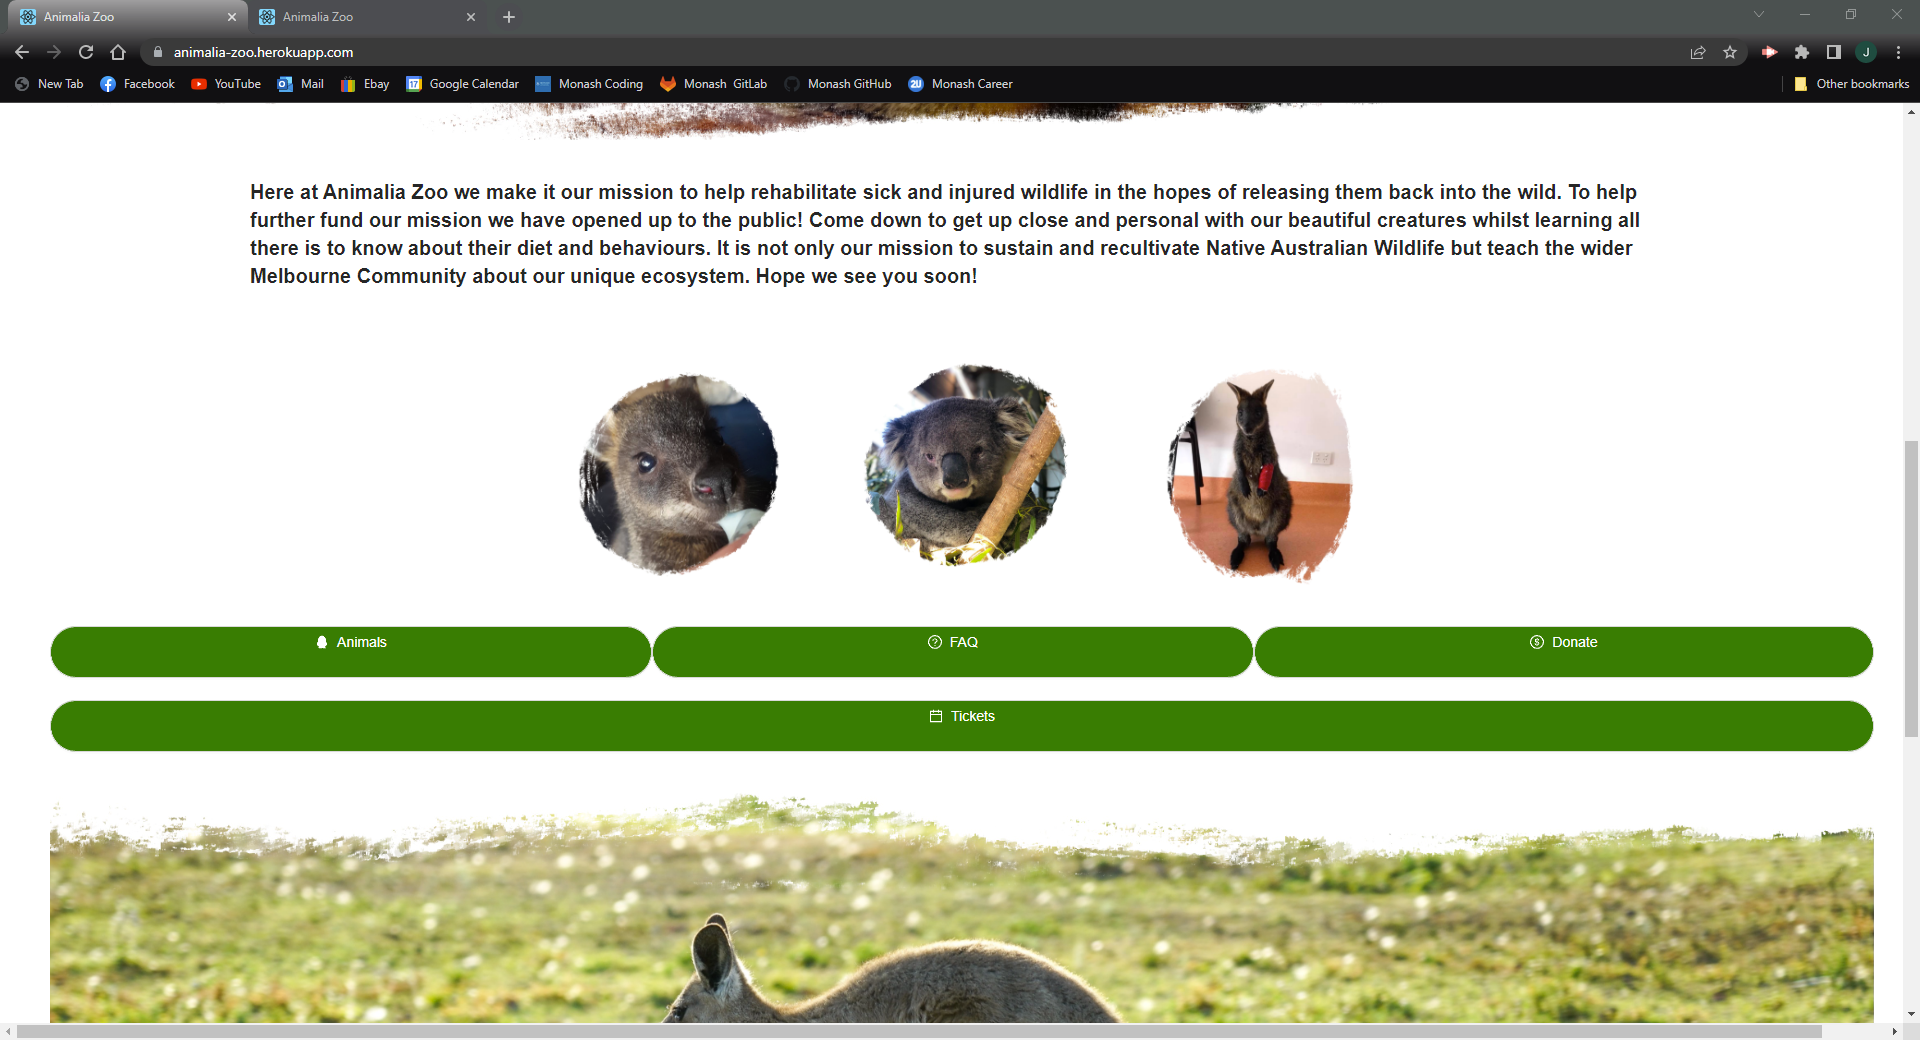 Animalia Zoo
Animalia Zoo
animalia-zoo.herokuapp.com
J
New Tab
Facebook
YouTube
Mail
Ebay
17
Google Calendar
Monash Coding
Monash GitLab
Monash GitHub
2U
Monash Career
Other bookmarks
Here at Animalia Zoo we make it our mission to help rehabilitate sick and injured wildlife in the hopes of releasing them back into the wild. To help
further fund our mission we have opened up to the public! Come down to get up close and personal with our beautiful creatures whilst learning all
there is to know about their diet and behaviours. It is not only our mission to sustain and recultivate Native Australian Wildlife but teach the wider
Melbourne Community about our unique ecosystem. Hope we see you soon!
Animals
FAQ
Donate
Tickets